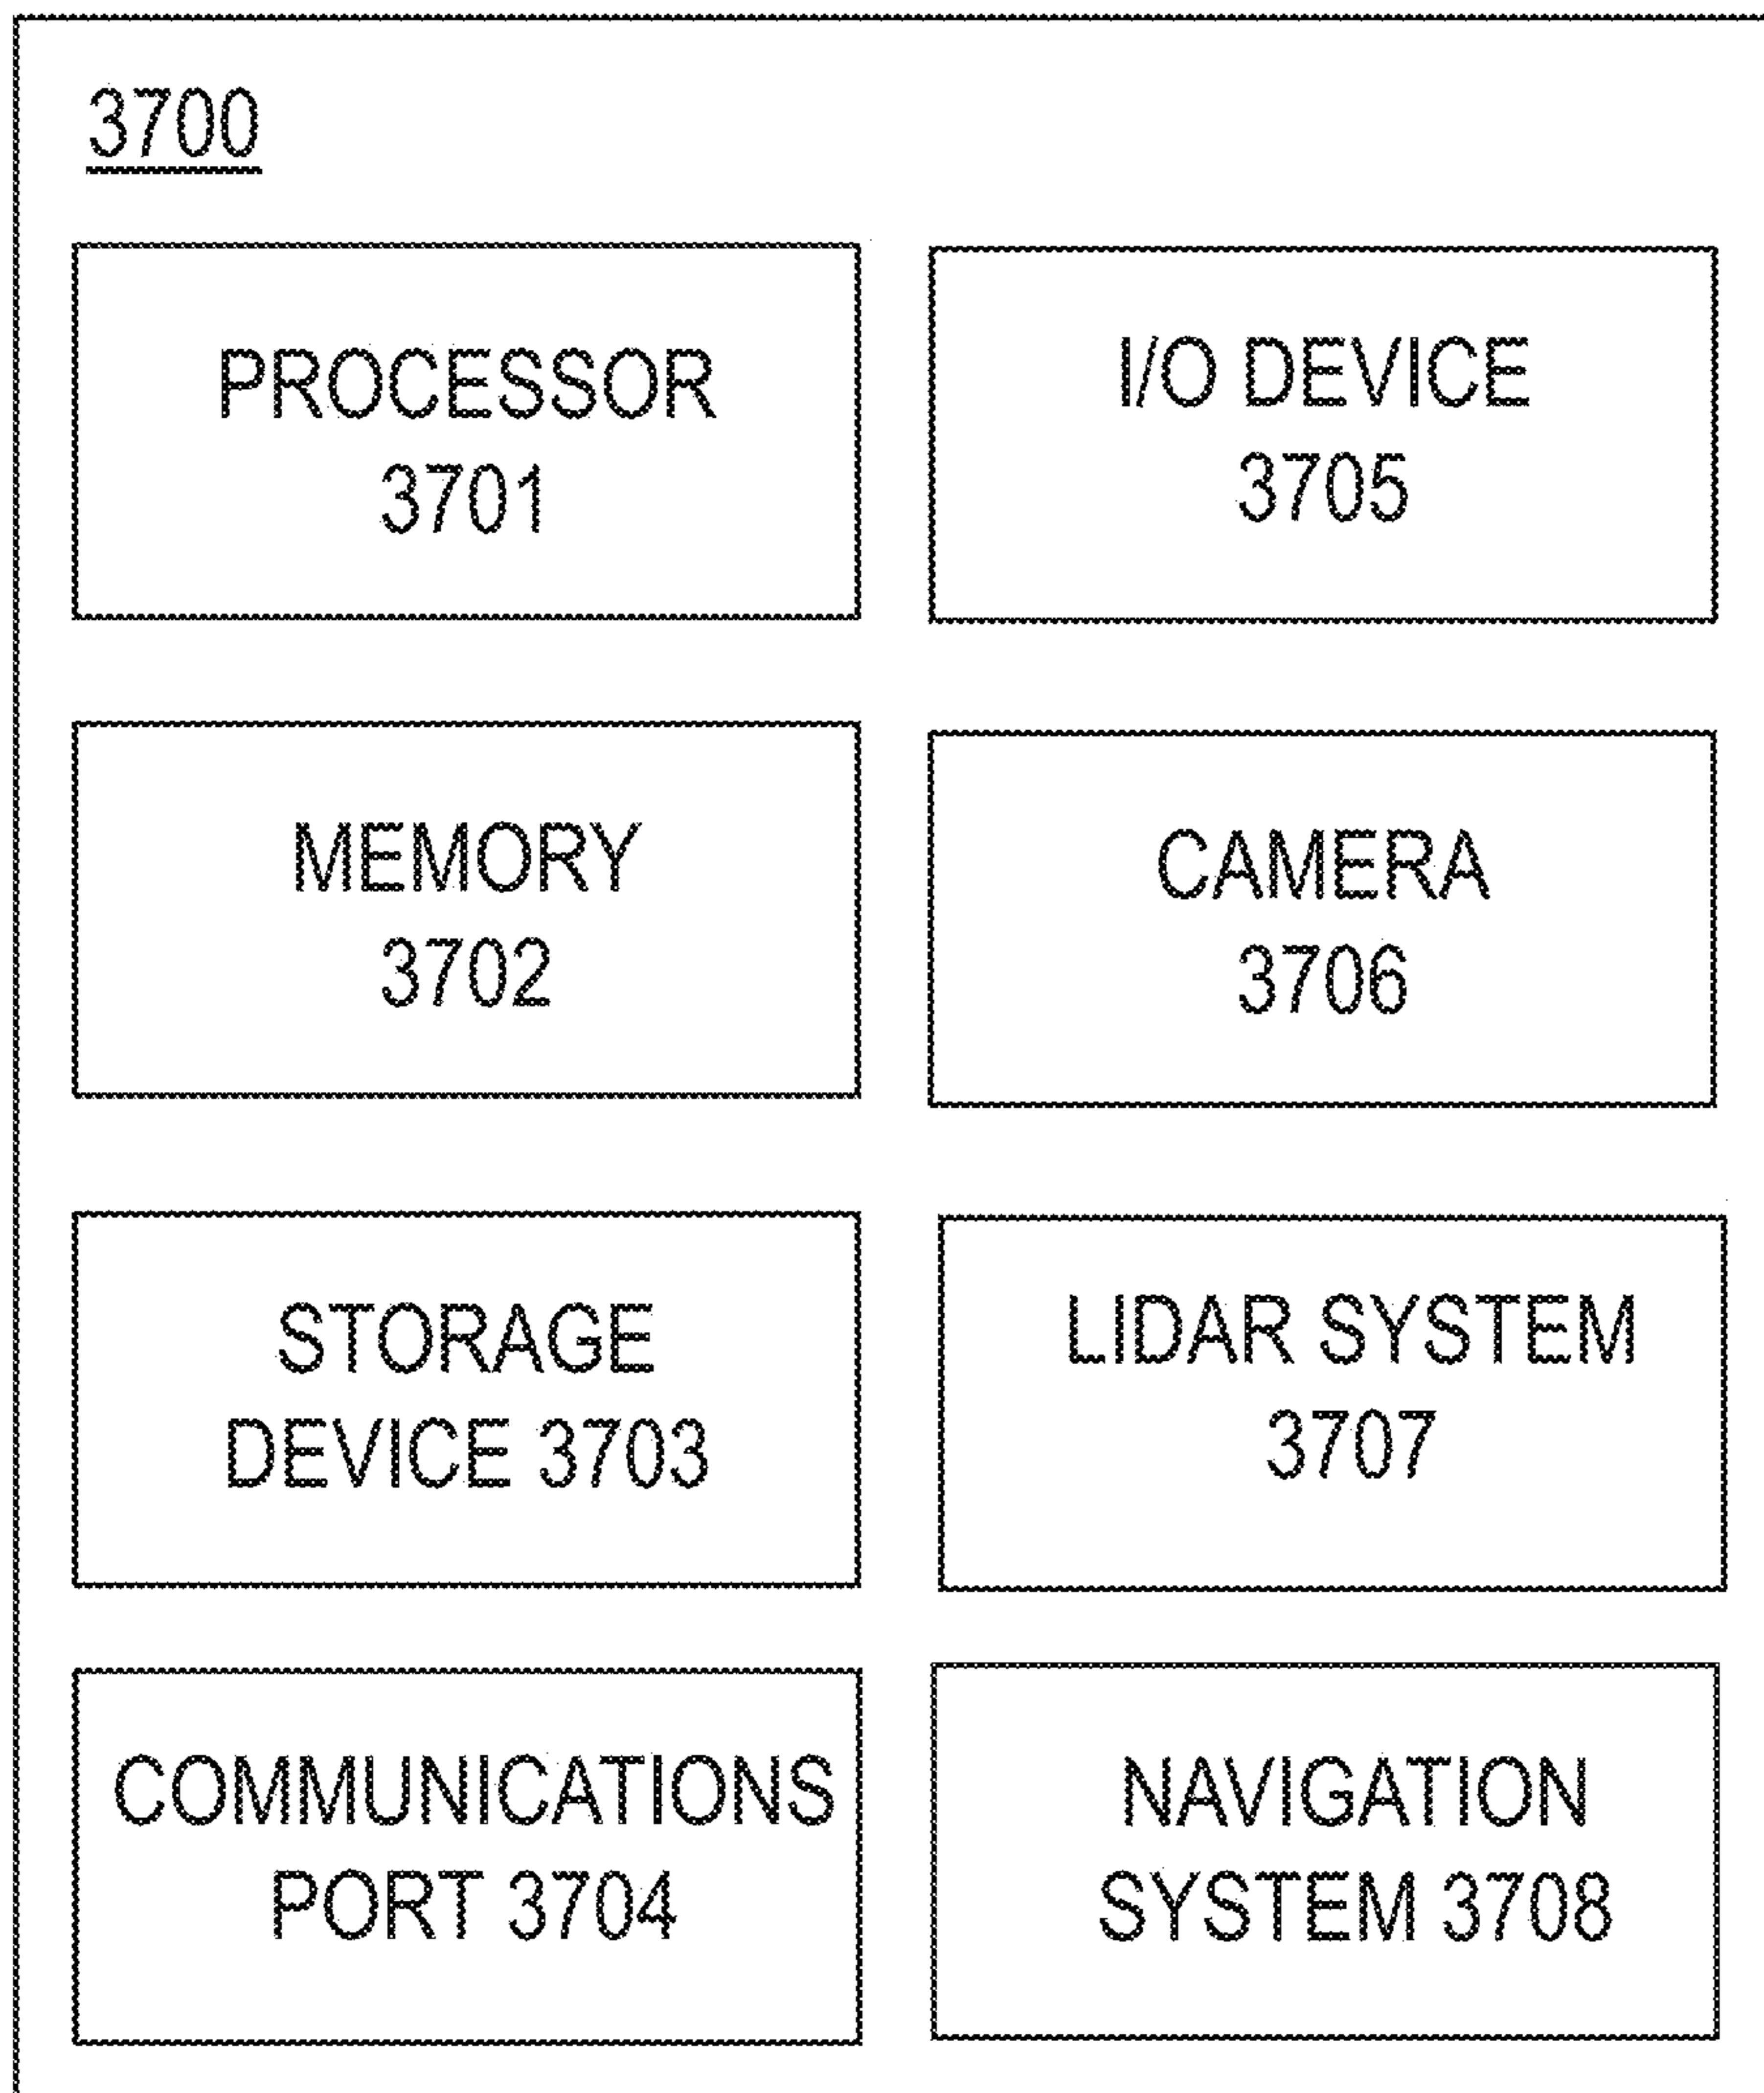 3700
PROCESSOR
3701
I/O DEVICE
3705
MEMORY
3702
CAMERA
3706
STORAGE
DEVICE 3703
LIDAR SYSTEM
3707
COMMUNICATIONS
PORT 3704
NAVIGATION
SYSTEM 3708